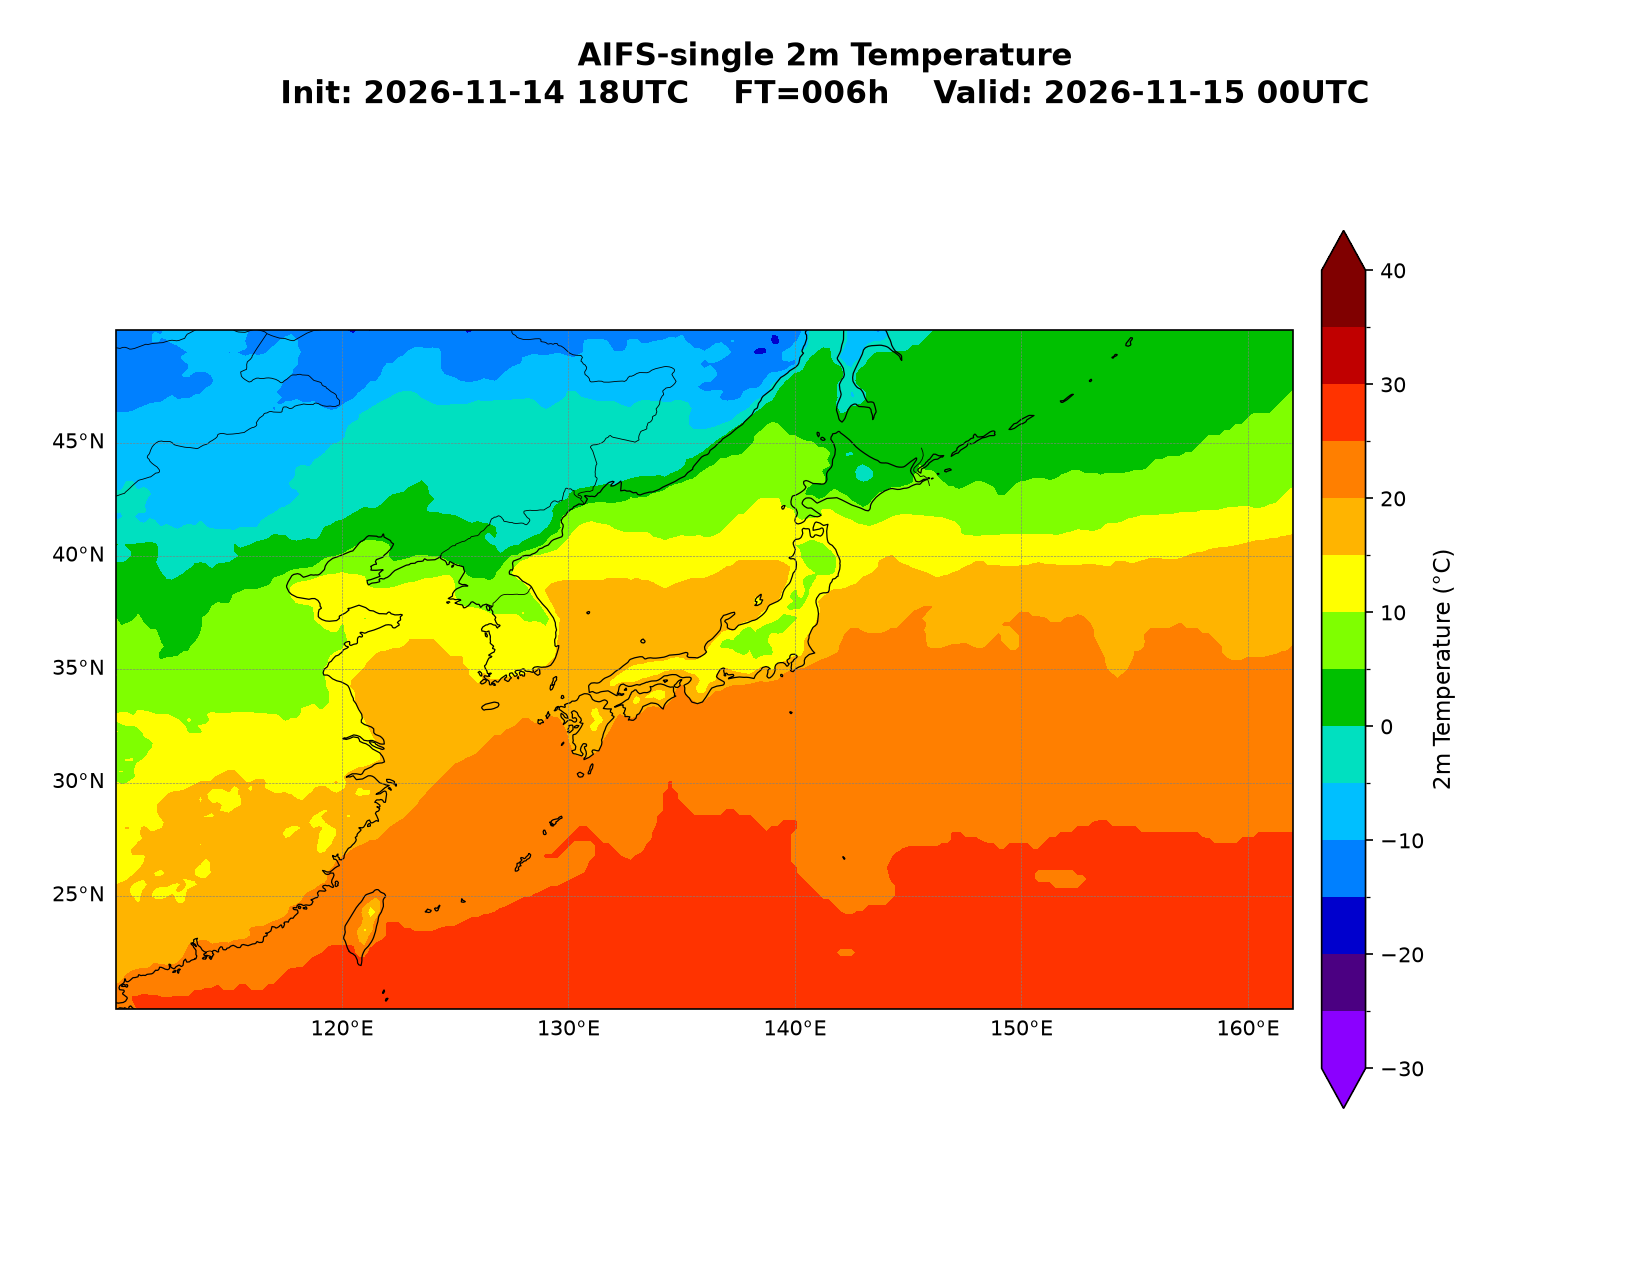 AIFS-single 2m Temperature
Init: 2026-11-14 18UTC    FT=006h    Valid: 2026-11-15 00UTC
45°N
40°N
35°N
30°N
25°N
120°E
130°E
140°E
150°E
160°E
40
30
20
10
0
−10
−20
−30
2m Temperature (°C)